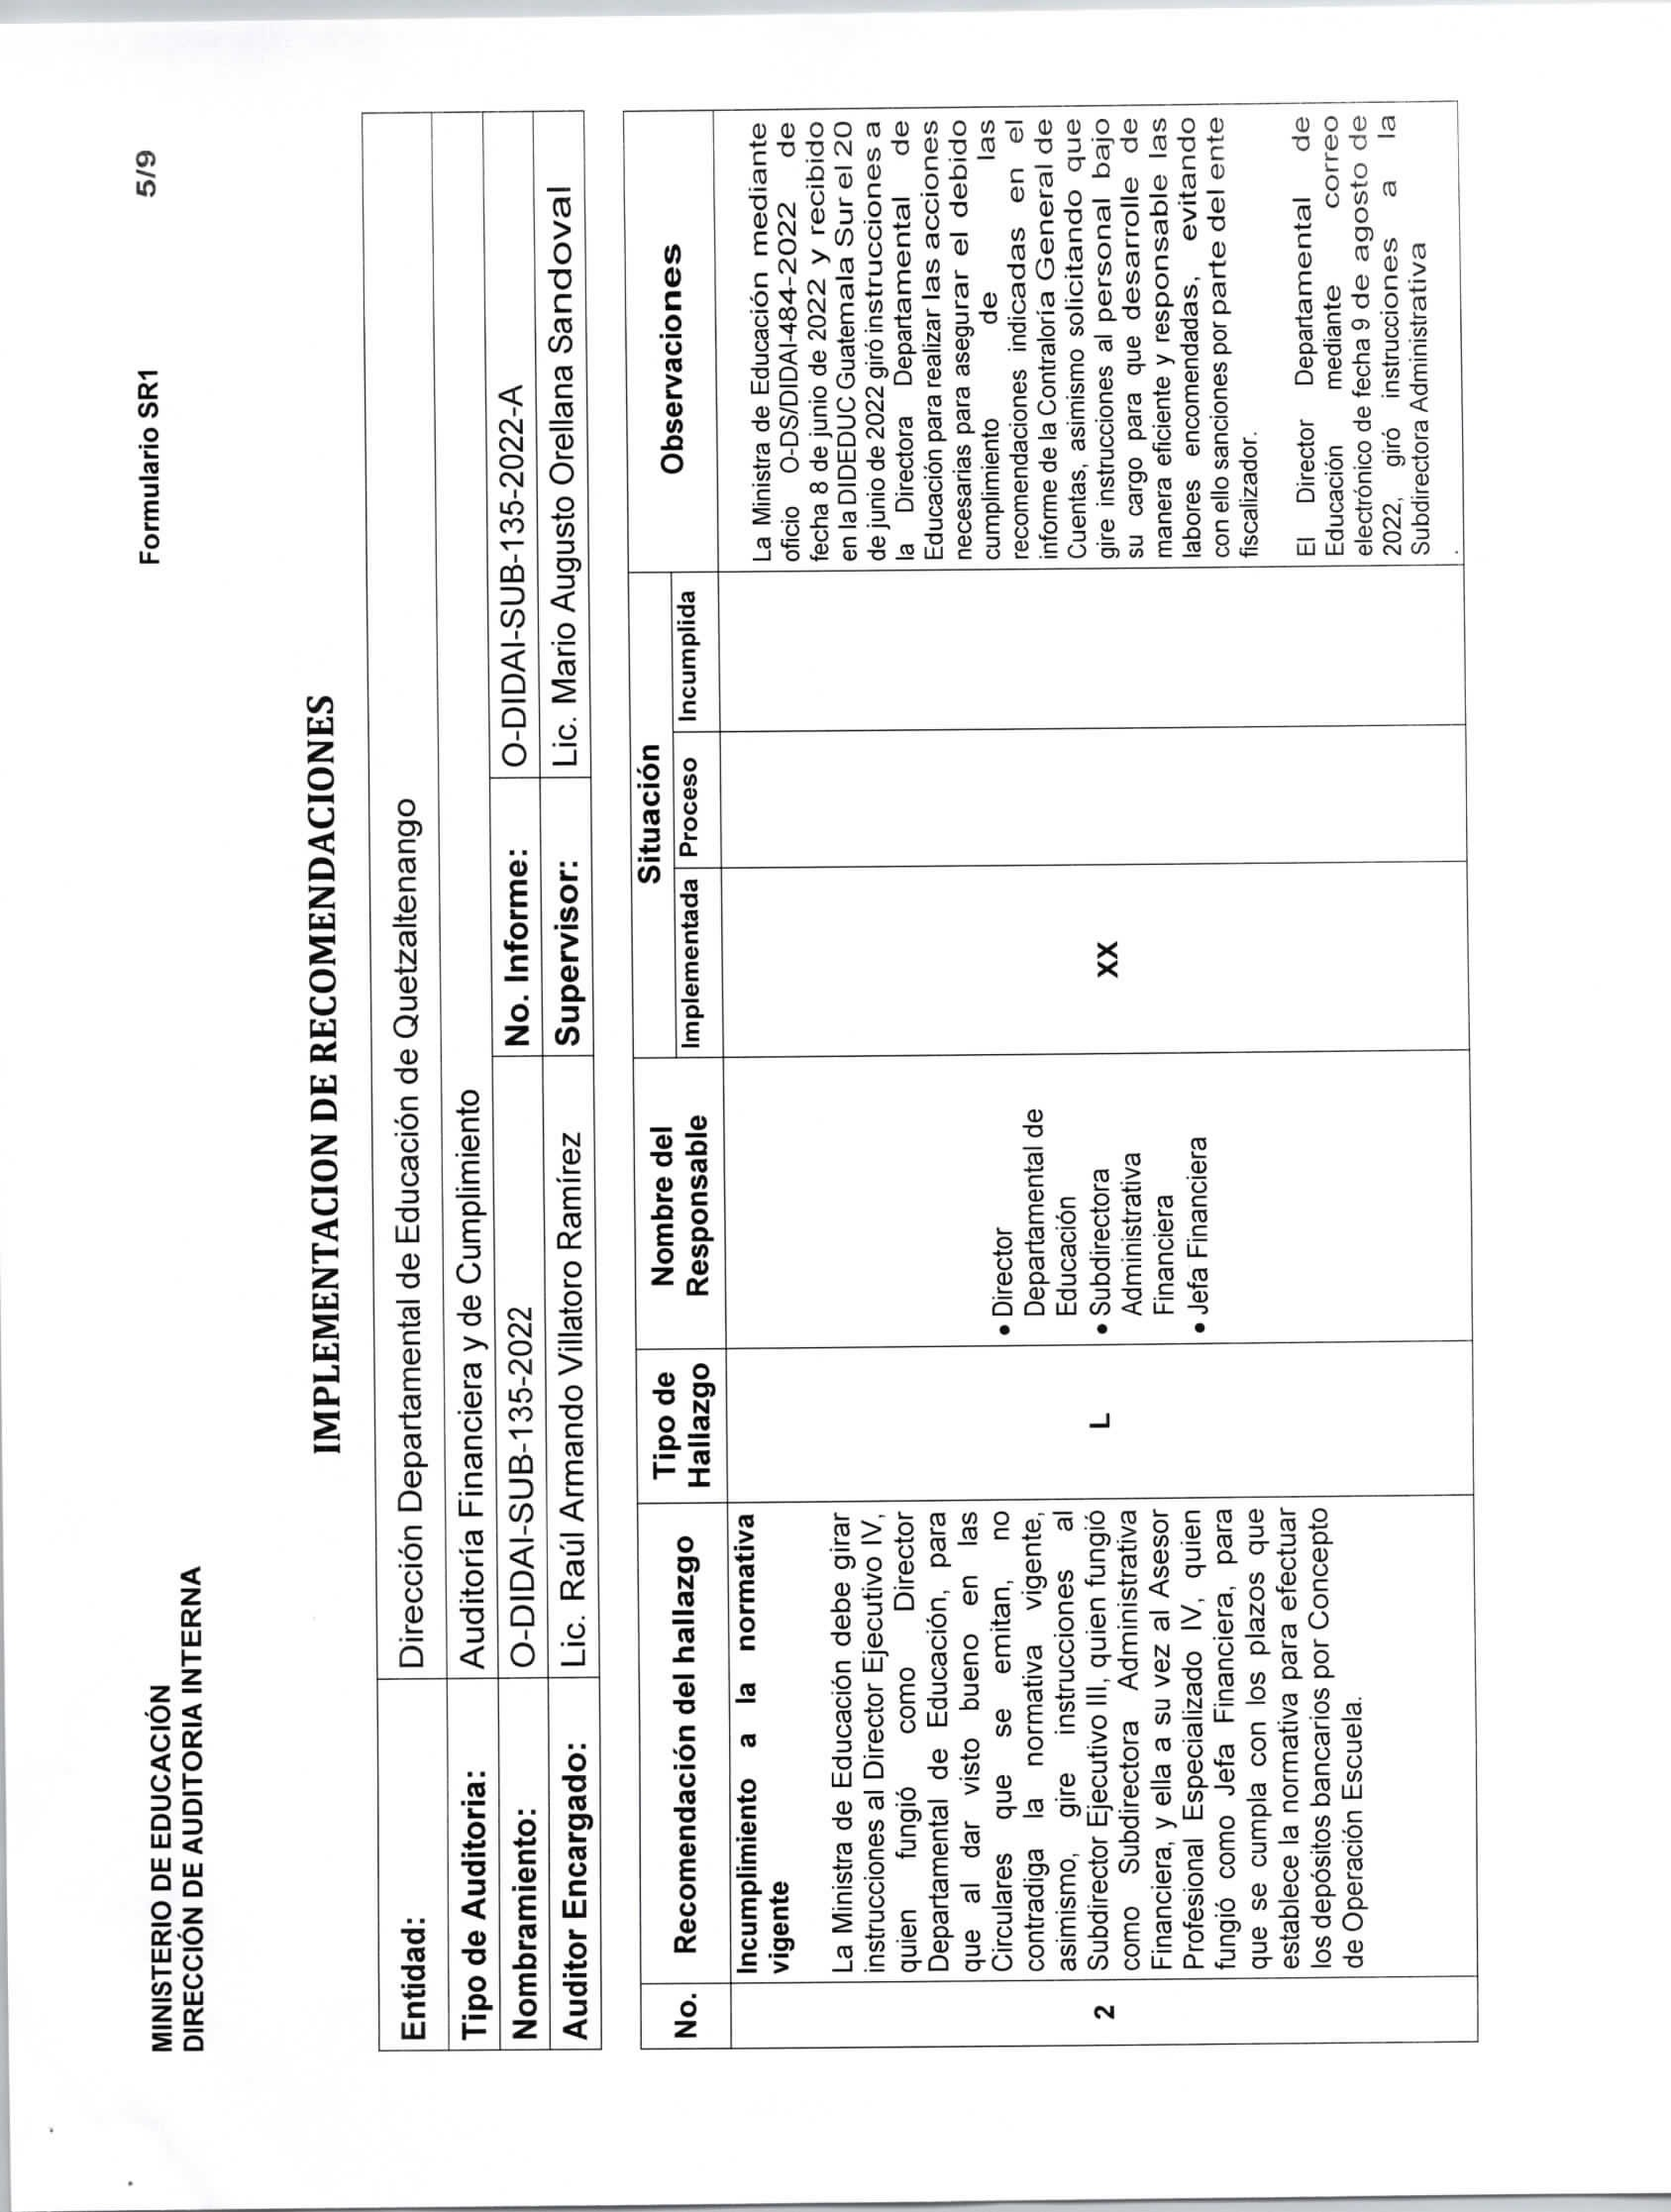 MINISTERIO DE EDUCACIÓN
DIRECCIÓN DE AUDITORIA INTERNA
Formulario SR1
5/9
IMPLEMENTACION DE RECOMENDACIONES
Entidad: Dirección Departamental de Educación de Quetzaltenango
Tipo de Auditoria: Auditoría Financiera y de Cumplimiento
Nombramiento: O-DIDAI-SUB-135-2022 No. Informe: O-DIDAI-SUB-135-2022-A
Auditor Encargado: Lic. Raúl Armando Villatoro Ramírez Supervisor: Lic. Mario Augusto Orellana Sandoval
No.
Recomendación del hallazgo
Tipo de
Hallazgo
Nombre del
Responsable
Situación
Implementada
Proceso
Incumplida
Observaciones
2
Incumplimiento a la normativa
vigente
La Ministra de Educación debe girar
instrucciones al Director Ejecutivo IV,
quien fungió como Director
Departamental de Educación, para
que al dar visto bueno en las
Circulares que se emitan, no
contradiga la normativa vigente,
asimismo, gire instrucciones al
Subdirector Ejecutivo III, quien fungió
como Subdirectora Administrativa
Financiera, y ella a su vez al Asesor
Profesional Especializado IV, quien
fungió como Jefa Financiera, para
que se cumpla con los plazos que
establece la normativa para efectuar
los depósitos bancarios por Concepto
de Operación Escuela.
L
• Director
Departamental de
Educación
• Subdirectora
Administrativa
Financiera
• Jefa Financiera
XX
La Ministra de Educación mediante
oficio O-DS/DIDAI-484-2022 de
fecha 8 de junio de 2022 y recibido
en la DIDEDUC Guatemala Sur el 20
de junio de 2022 giró instrucciones a
la Directora Departamental de
Educación para realizar las acciones
necesarias para asegurar el debido
cumplimiento de las
recomendaciones indicadas en el
informe de la Contraloría General de
Cuentas, asimismo solicitando que
gire instrucciones al personal bajo
su cargo para que desarrolle de
manera eficiente y responsable las
labores encomendadas, evitando
con ello sanciones por parte del ente
fiscalizador.
El Director Departamental de
Educación mediante correo
electrónico de fecha 9 de agosto de
2022, giró instrucciones a la
Subdirectora Administrativa
.